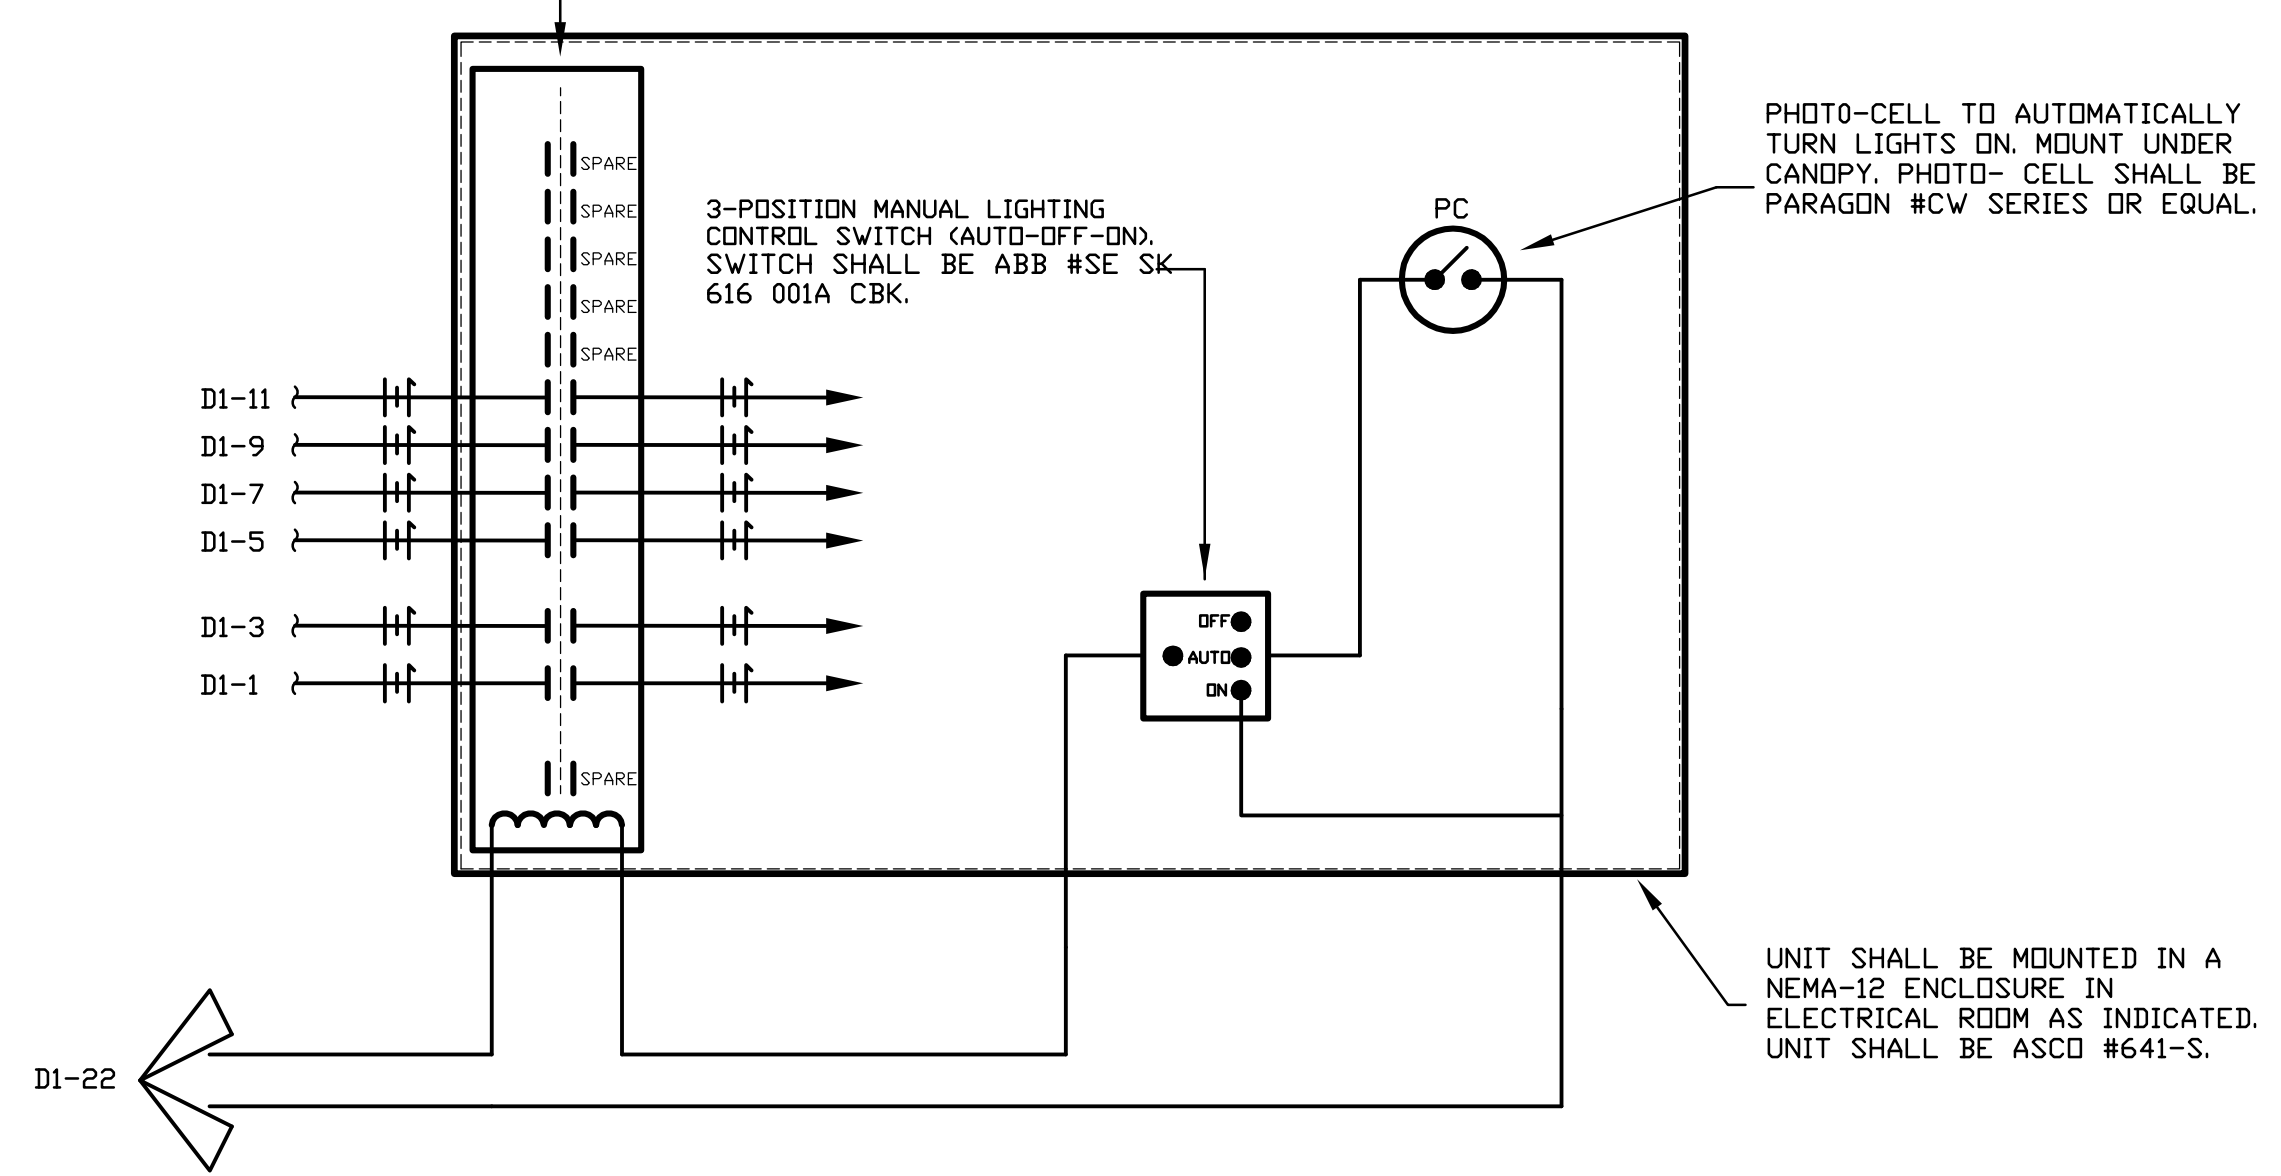 PHOTO-CELL TO AUTOMATICALLY
TURN LIGHTS ON. MOUNT UNDER
CANOPY. PHOTO- CELL SHALL BE
PARAGON #CW SERIES OR EQUAL.
3-POSITION MANUAL LIGHTING
CONTROL SWITCH (AUTO-OFF-ON).
SWITCH SHALL BE ABB #SE SK
616 001A CBK.
PC
SPARE
SPARE
SPARE
SPARE
SPARE
D1-11
D1-9
D1-7
D1-5
D1-3
D1-1
OFF
AUTO
ON
SPARE
UNIT SHALL BE MOUNTED IN A
NEMA-12 ENCLOSURE IN
ELECTRICAL ROOM AS INDICATED.
UNIT SHALL BE ASCO #641-S.
D1-22